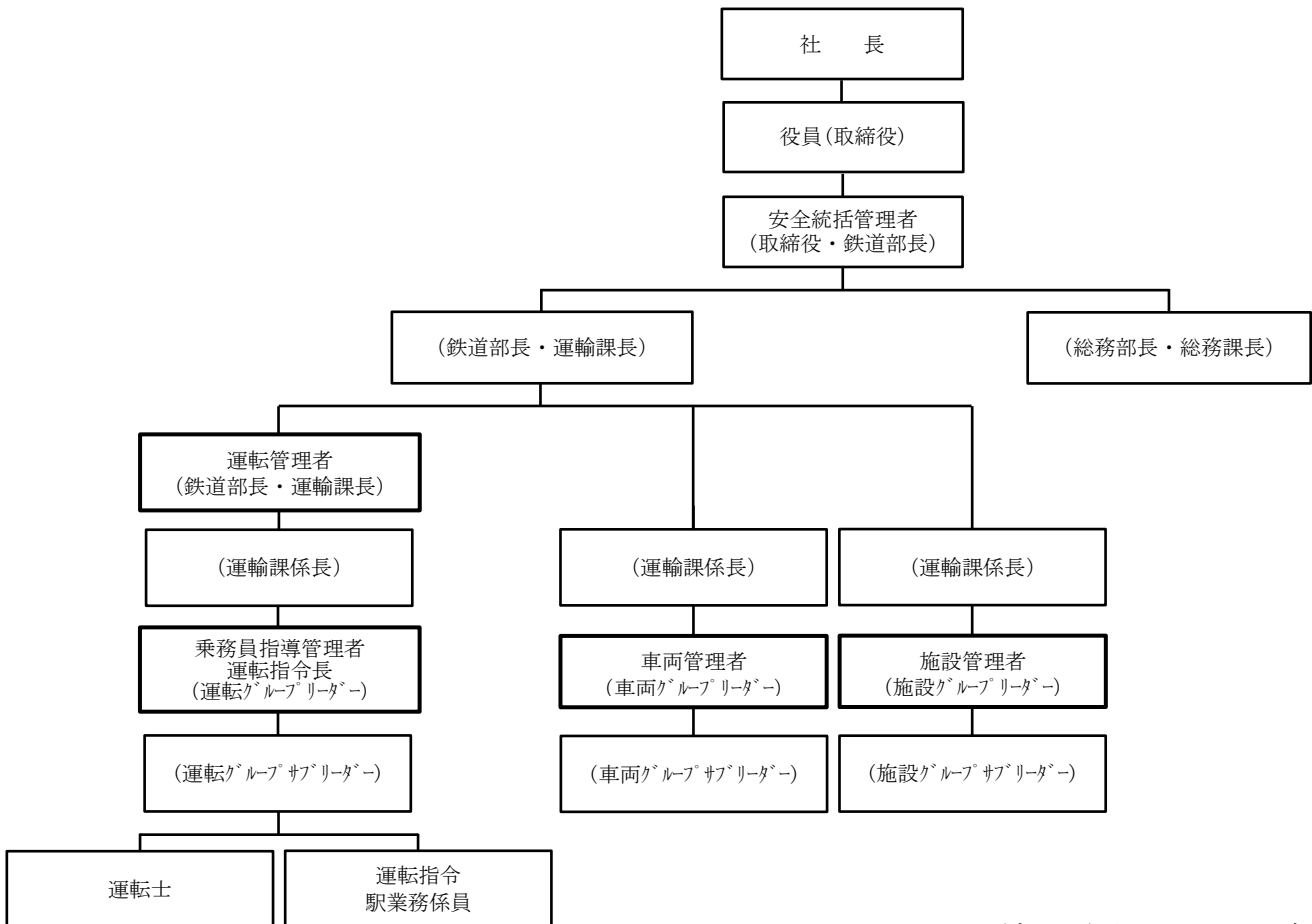 社　　長
役員(取締役)
安全統括管理者
(取締役・鉄道部長)
(鉄道部長・運輸課長)
(総務部長・総務課長)
運転管理者
(鉄道部長・運輸課長)
(運輸課係長)
(運輸課係長)
(運輸課係長)
乗務員指導管理者
運転指令長
(運転ｸﾞﾙｰﾌﾟﾘｰﾀﾞｰ)
車両管理者
(車両ｸﾞﾙｰﾌﾟﾘｰﾀﾞｰ)
施設管理者
(施設ｸﾞﾙｰﾌﾟﾘｰﾀﾞｰ)
(運転ｸﾞﾙｰﾌﾟｻﾌﾞﾘｰﾀﾞｰ)
(車両ｸﾞﾙｰﾌﾟｻﾌﾞﾘｰﾀﾞｰ)
(施設ｸﾞﾙｰﾌﾟｻﾌﾞﾘｰﾀﾞｰ)
運転士
運転指令
駅業務係員